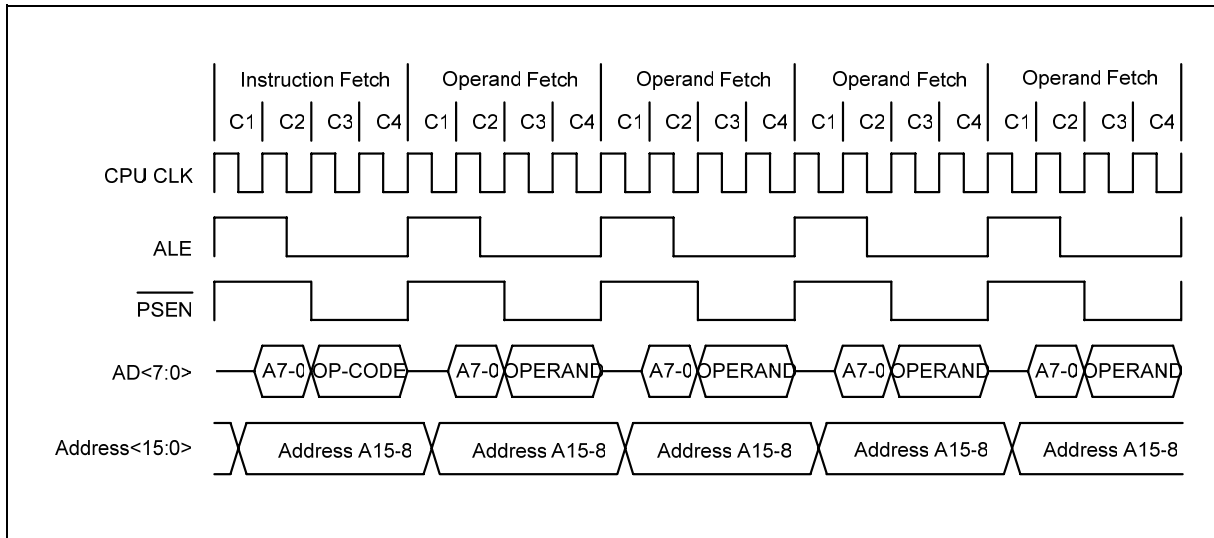 Instruction Fetch Operand Fetch Operand Fetch Operand Fetch Operand Fetch
C1 C2 C3 C4 C1 C2 C3 C4 C1 C2 C3 C4 C1 C2 C3 C4 C1 C2 C3 C4
CPU CLK
ALE
PSEN
AD<7:0> A7-0 OP-CODE A7-0 OPERAND A7-0 OPERAND A7-0 OPERAND A7-0 OPERAND
Address<15:0> Address A15-8 Address A15-8 Address A15-8 Address A15-8 Address A15-8